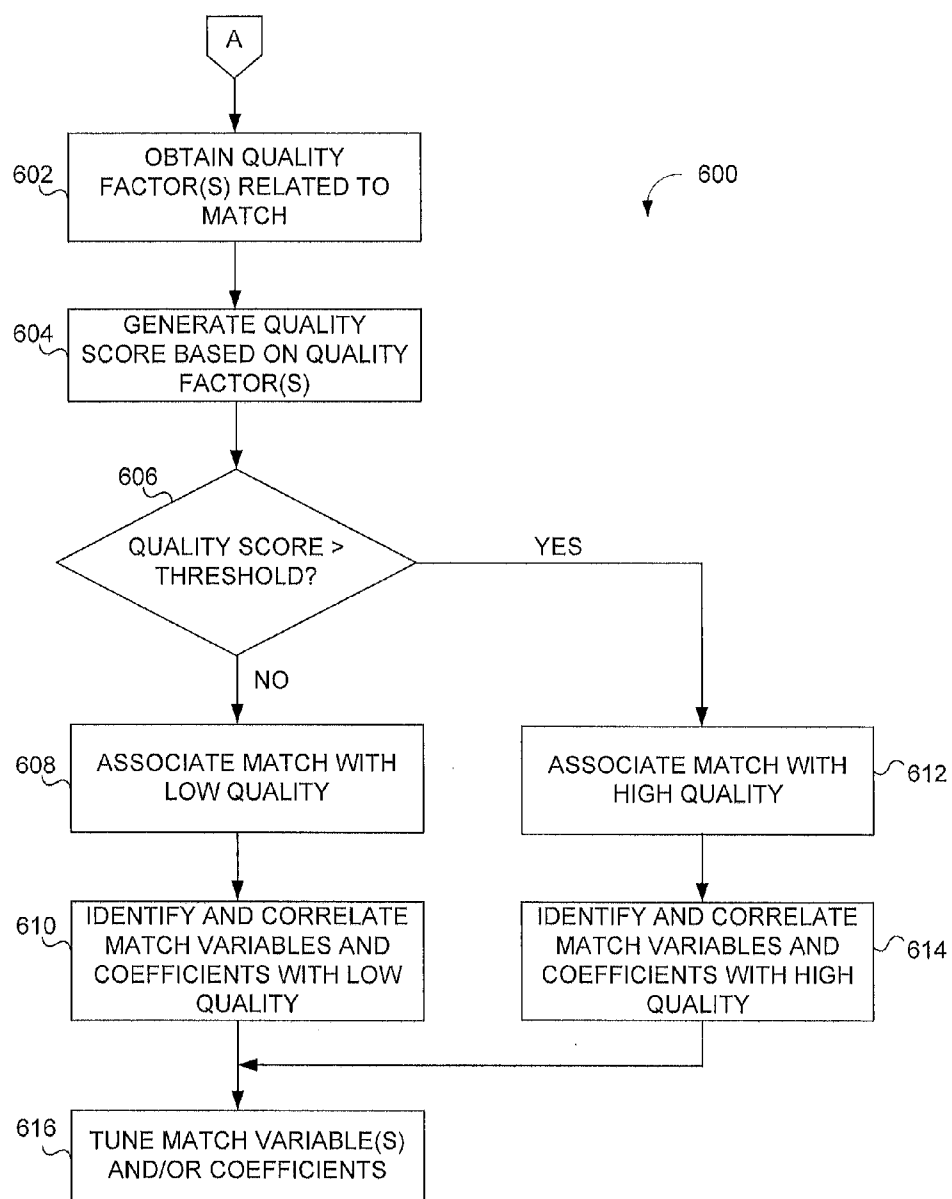 A
602
OBTAIN QUALITY
FACTOR(S) RELATED TO
MATCH
600
604
GENERATE QUALITY
SCORE BASED ON QUALITY
FACTOR(S)
606
QUALITY SCORE >
THRESHOLD?
YES
NO
608
ASSOCIATE MATCH WITH
LOW QUALITY
ASSOCIATE MATCH WITH
HIGH QUALITY
612
610
IDENTIFY AND CORRELATE
MATCH VARIABLES AND
COEFFICIENTS WITH LOW
QUALITY
IDENTIFY AND CORRELATE
MATCH VARIABLES AND
COEFFICIENTS WITH HIGH
QUALITY
614
616
TUNE MATCH VARIABLE(S)
AND/OR COEFFICIENTS